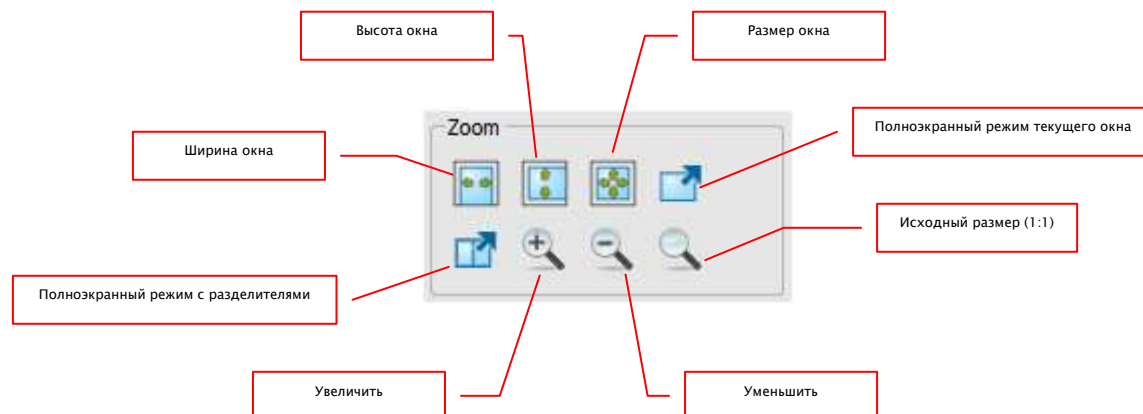 Высота окна
Размер окна
Zoom
Полноэкранный режим текущего окна
Ширина окна
Исходный размер (1:1)
Полноэкранный режим с разделителями
Увеличить
Уменьшить